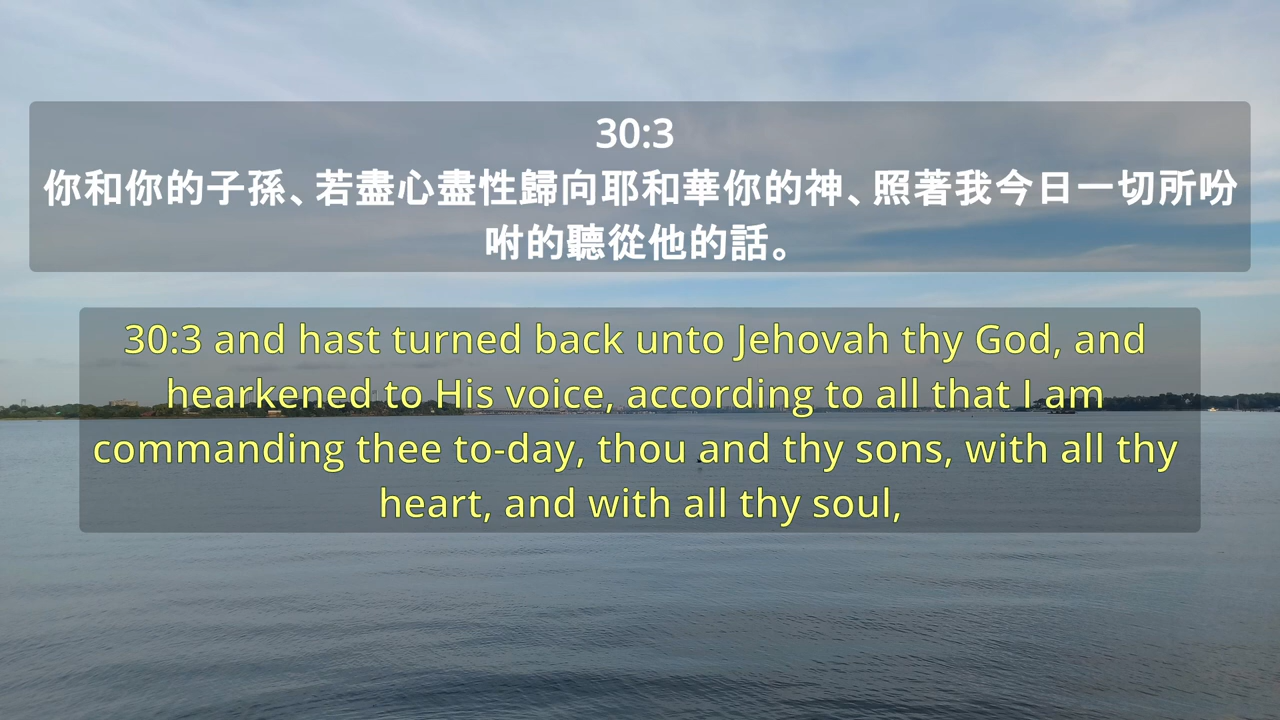 30:3
你和你的子孫、若盡心盡性歸向耶和華你的神、照著我今日一切所吩
咐的聽從他的話。
30:3 and hast turned back unto Jehovah thy God, and
hearkened to His voice, according to all that I am
commanding thee to-day, thou and thy sons, with all thy
heart, and with all thy soul,